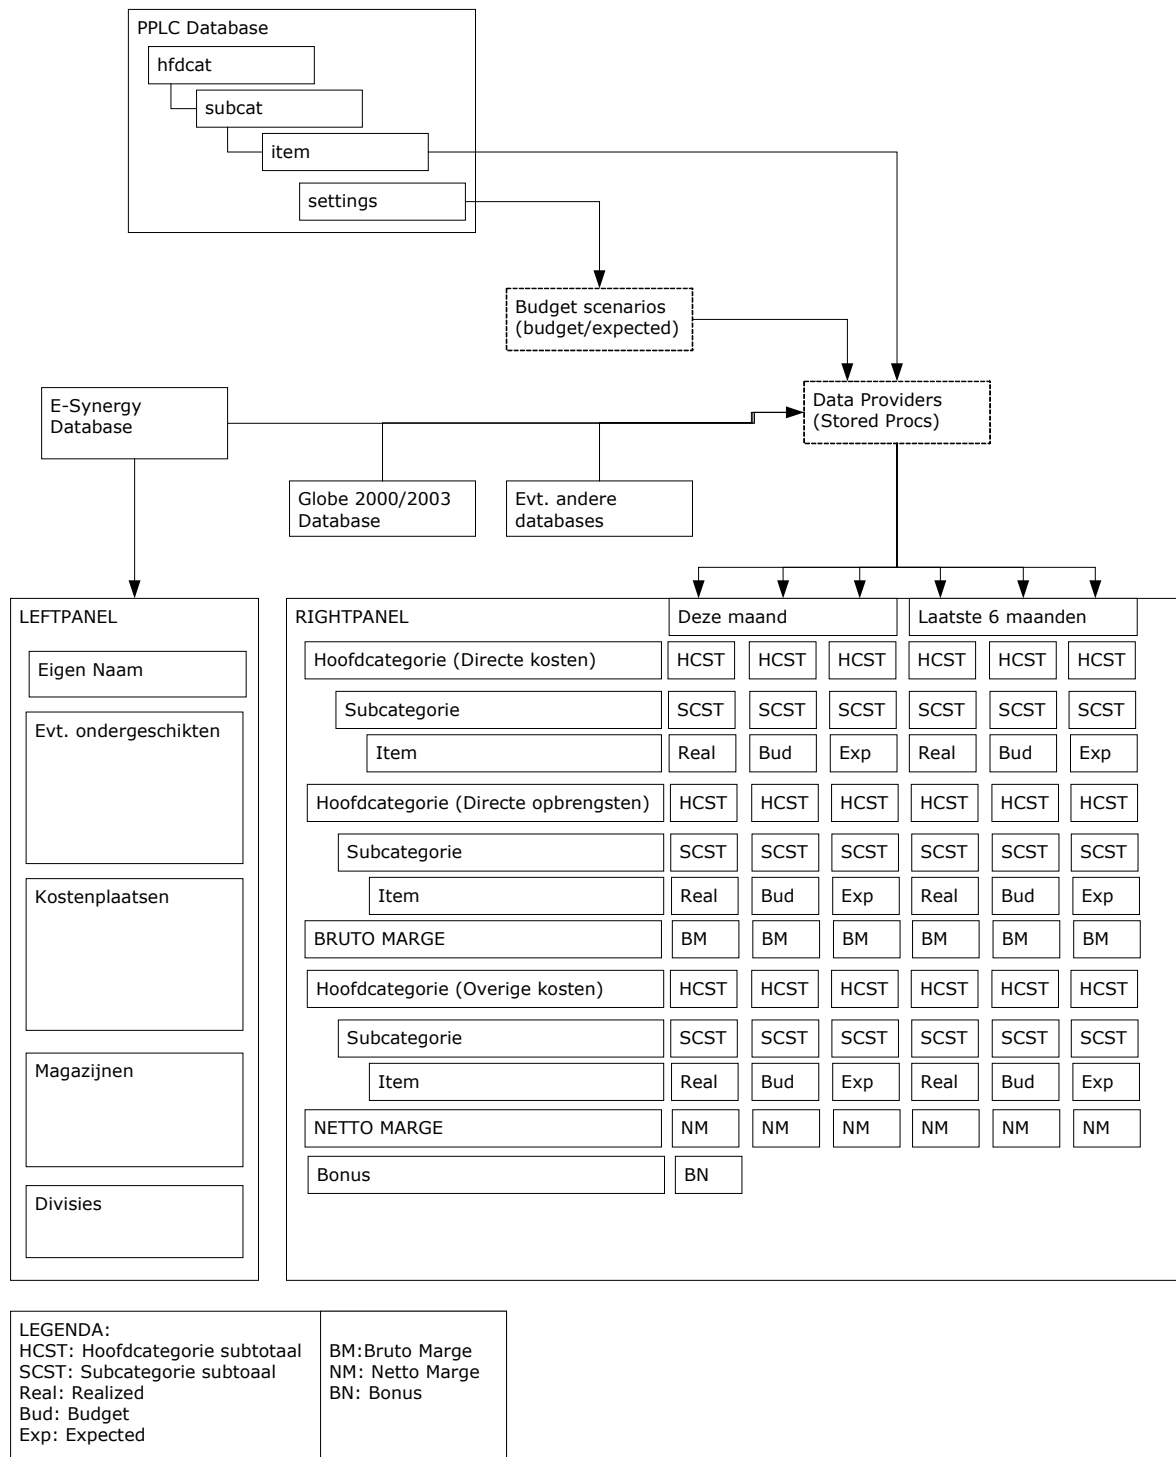 PPLC Database
hfdcat
subcat
item
settings
Budget scenarios
(budget/expected)
E-Synergy
Database
Data Providers
(Stored Procs)
Globe 2000/2003
Database
Evt. andere
databases
LEFTPANEL
Eigen Naam
Evt. ondergeschikten
Kostenplaatsen
Magazijnen
Divisies
RIGHTPANEL Deze maand Laatste 6 maanden
Hoofdcategorie (Directe kosten) HCST HCST HCST HCST HCST HCST
Subcategorie SCST SCST SCST SCST SCST SCST
Item Real Bud Exp Real Bud Exp
Hoofdcategorie (Directe opbrengsten) HCST HCST HCST HCST HCST HCST
Subcategorie SCST SCST SCST SCST SCST SCST
Item Real Bud Exp Real Bud Exp
BRUTO MARGE BM BM BM BM BM BM
Hoofdcategorie (Overige kosten) HCST HCST HCST HCST HCST HCST
Subcategorie SCST SCST SCST SCST SCST SCST
Item Real Bud Exp Real Bud Exp
NETTO MARGE NM NM NM NM NM NM
Bonus BN
LEGENDA:
HCST: Hoofdcategorie subtotaal
SCST: Subcategorie subtoaal
Real: Realized
Bud: Budget
Exp: Expected
BM:Bruto Marge
NM: Netto Marge
BN: Bonus